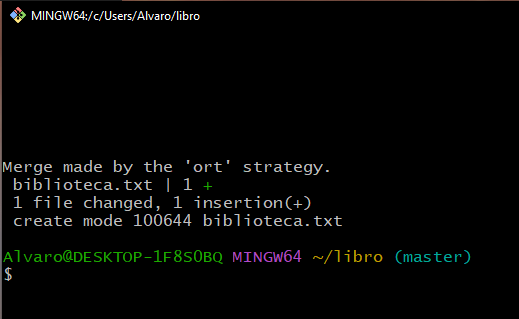 MINGW64:/c/Users/Alvaro/libro
Merge made by the 'ort' strategy.
 biblioteca.txt | 1 +
 1 file changed, 1 insertion(+)
 create mode 100644 biblioteca.txt
Alvaro@DESKTOP-1F8S0BQ MINGW64 ~/libro (master)
$